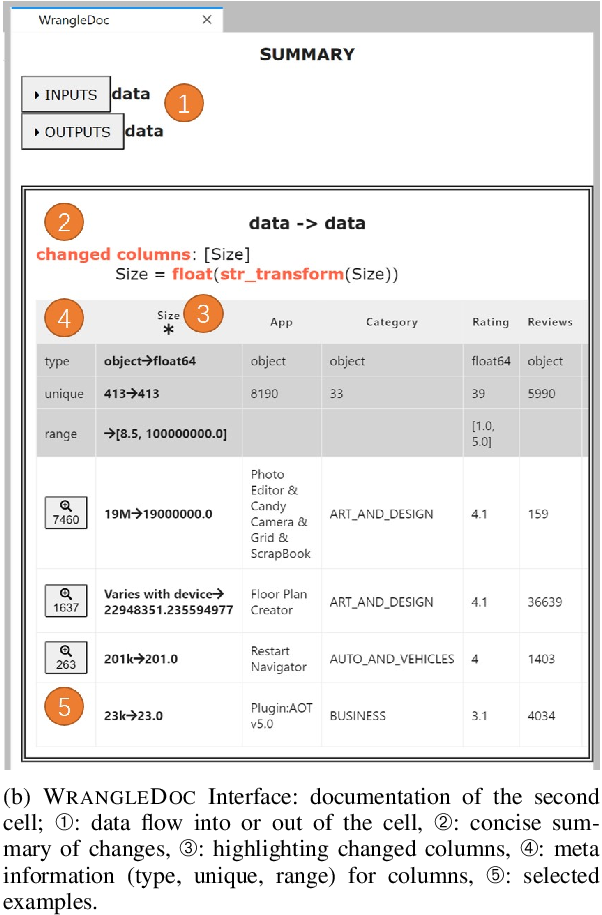 WrangleDoc ×
SUMMARY
INPUTS data
1
OUTPUTS data
2
data -> data
changed columns: [Size]
Size = float(str_transform(Size))
4 Size * 3 App Category Rating Reviews
type object→float64 object object float64 object
unique 413→413 8190 33 39 5990
range →[8.5, 100000000.0] [1.0,
5.0]
Photo
Editor &
Candy
7460 19M→19000000.0 Camera & ART_AND_DESIGN 4.1 159
Grid &
ScrapBook
1637 Varies with device→ Floor Plan ART_AND_DESIGN 4.1 36639
22948351.235594977 Creator
263 201k→201.0 Restart AUTO_AND_VEHICLES 4 1403
Navigator
5 23k→23.0 Plugin:AOT BUSINESS 3.1 4034
v5.0
(b) WRANGLEDOC Interface: documentation of the second
cell; ①: data flow into or out of the cell, ②: concise sum-
mary of changes, ③: highlighting changed columns, ④: meta
information (type, unique, range) for columns, ⑤: selected
examples.